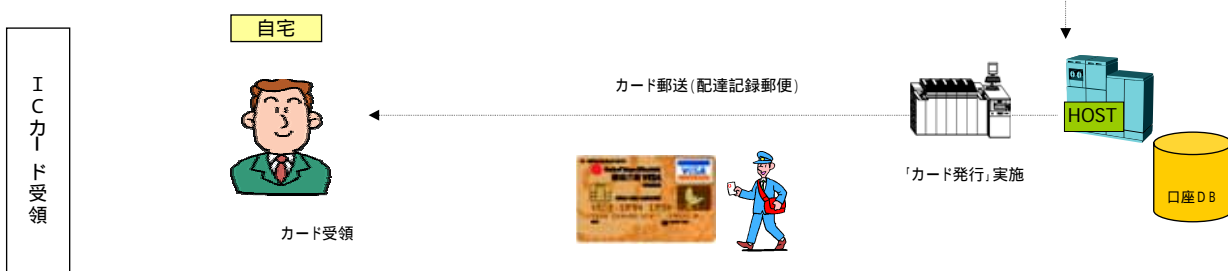 ＩＣカード受領
自宅
カード郵送(配達記録郵便)
HOST
「カード発行」実施
口座ＤＢ
カード受領
VISA